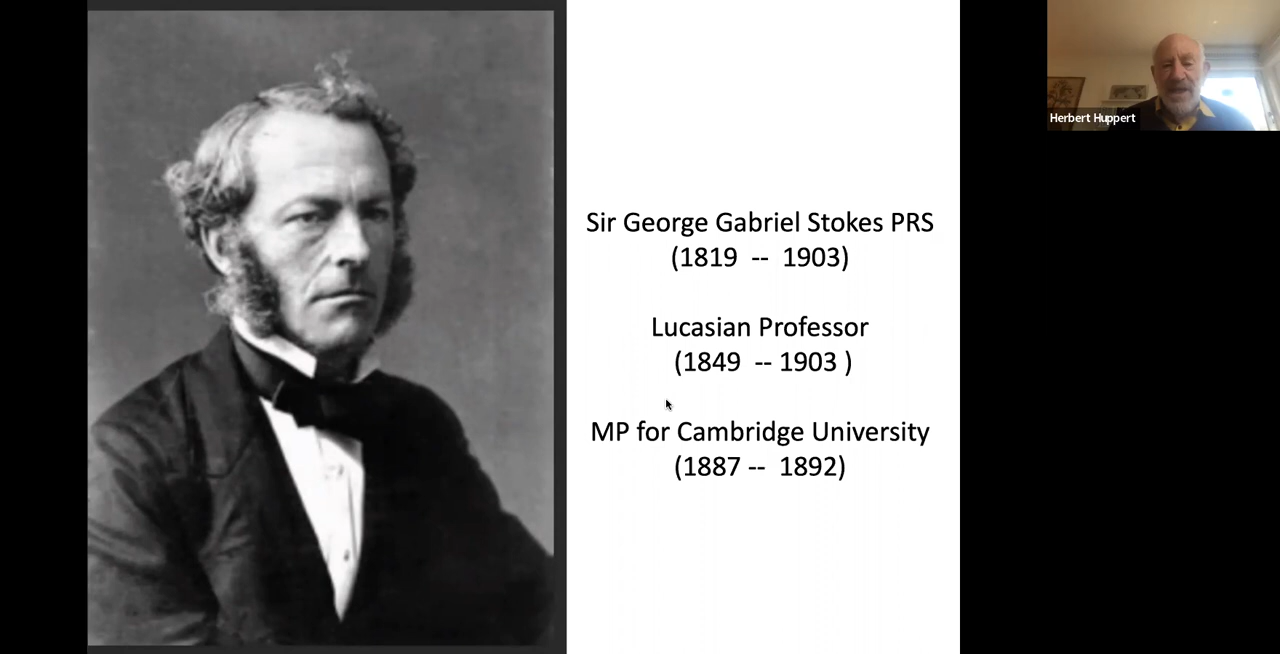 Sir George Gabriel Stokes PRS
(1819 -- 1903)
Lucasian Professor
(1849 -- 1903 )
MP for Cambridge University
(1887 -- 1892)
Herbert Huppert